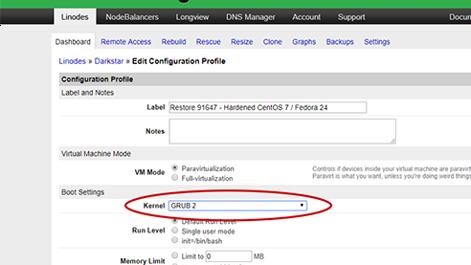 Linodes NodeBalancers Longview DNS Manager Account Support Docum
Dashboard Remote Access Rebuild Rescue Resize Clone Graphs Backups Settings
Linodes » Darkstar » Edit Configuration Profile
Configuration Profile
Label and Notes
Label Restore 91647 - Hardened CentOS 7 / Fedora 24
Notes
Virtual Machine Mode
VM Mode Paravirtualization Controls if devices inside your virtual machine are paravirt
Full-virtualization Paravirt is what you want, unless you're doing weird things
Boot Settings
Kernel GRUB 2
Run Level Default Run Level
Single user mode
init=/bin/bash
Memory Limit Limit to 0 MB